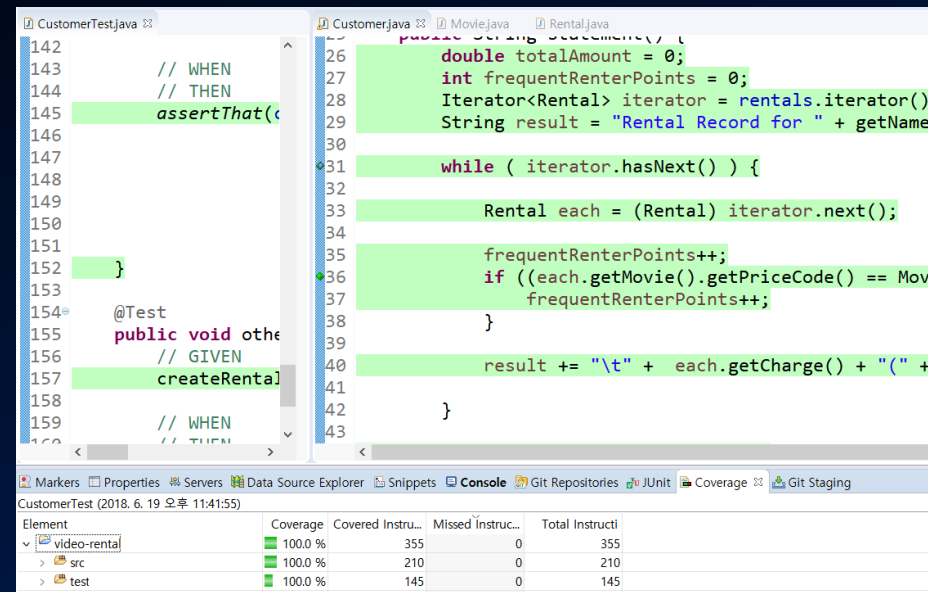 CustomerTest.java
142
143 // WHEN
144 // THEN
145 assertThat(
146
147
148
149
150
151
152 }
153
154 @Test
155 public void othe
156 // GIVEN
157 createRental
158
159 // WHEN
160 // THEN
Customer.java Movie.java Rental.java
25 public String statement() {
26 double totalAmount = 0;
27 int frequentRenterPoints = 0;
28 Iterator<Rental> iterator = rentals.iterator()
29 String result = "Rental Record for " + getName
30
31 while ( iterator.hasNext() ) {
32
33 Rental each = (Rental) iterator.next();
34
35 frequentRenterPoints++;
36 if ((each.getMovie().getPriceCode() == Mov
37 frequentRenterPoints++;
38 }
39
40 result += "\t" + each.getCharge() + "(" +
41
42 }
43
Markers Properties Servers Data Source Explorer Snippets Console Git Repositories JUnit Coverage Git Staging
CustomerTest (2018. 6. 19 오후 11:41:55)
Element Coverage Covered Instru... Missed Instruc... Total Instructi
video-rental 100.0 % 355 0 355
src 100.0 % 210 0 210
test 100.0 % 145 0 145